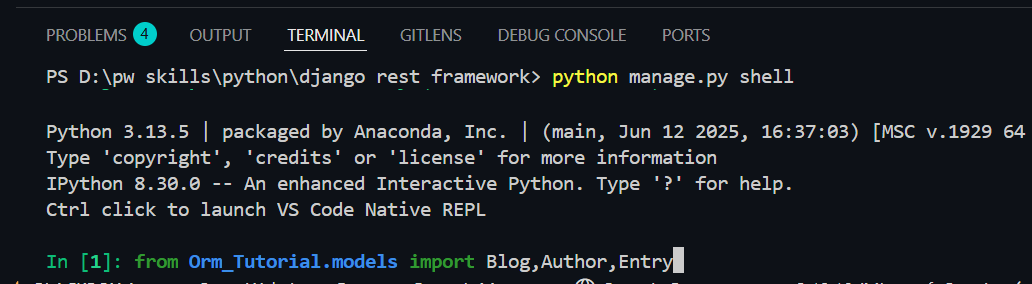 PROBLEMS 4 OUTPUT TERMINAL GITLENS DEBUG CONSOLE PORTS
PS D:\pw skills\python\django rest framework> python manage.py shell
Python 3.13.5 | packaged by Anaconda, Inc. | (main, Jun 12 2025, 16:37:03) [MSC v.1929 64
Type 'copyright', 'credits' or 'license' for more information
IPython 8.30.0 -- An enhanced Interactive Python. Type '?' for help.
Ctrl click to launch VS Code Native REPL
In [1]: from Orm_Tutorial.models import Blog,Author,Entry